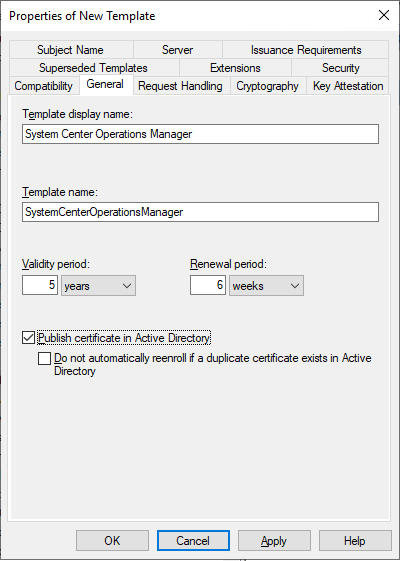 Properties of New Template
Subject Name Server Issuance Requirements
Superseded Templates Extensions Security
Compatibility General Request Handling Cryptography Key Attestation
Template display name:
System Center Operations Manager
Template name:
SystemCenterOperationsManager
Validity period: Renewal period:
5 years 6 weeks
Publish certificate in Active Directory
Do not automatically reenroll if a duplicate certificate exists in Active
Directory
OK Cancel Apply Help